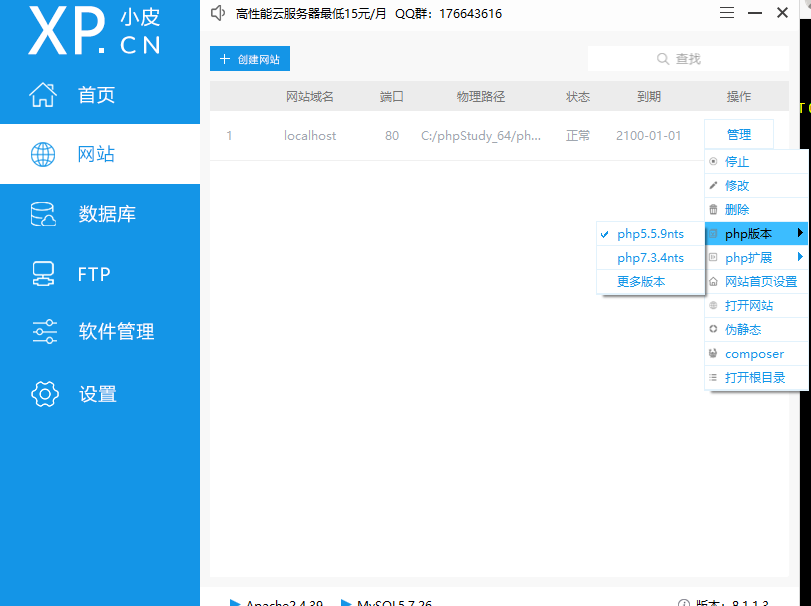 XP.小皮CN
高性能云服务器最低15元/月 QQ群：176643616
首页
网站
数据库
FTP
软件管理
设置
+ 创建网站
查找
网站域名 端口 物理路径 状态 到期 操作
1 localhost 80 C:/phpStudy_64/ph... 正常 2100-01-01 管理
停止
修改
删除
php版本
php扩展
网站首页设置
打开网站
伪静态
composer
打开根目录
php5.5.9nts
php7.3.4nts
更多版本
Apache2.4.39 MySQL5.7.26 版本：8.1.1.3